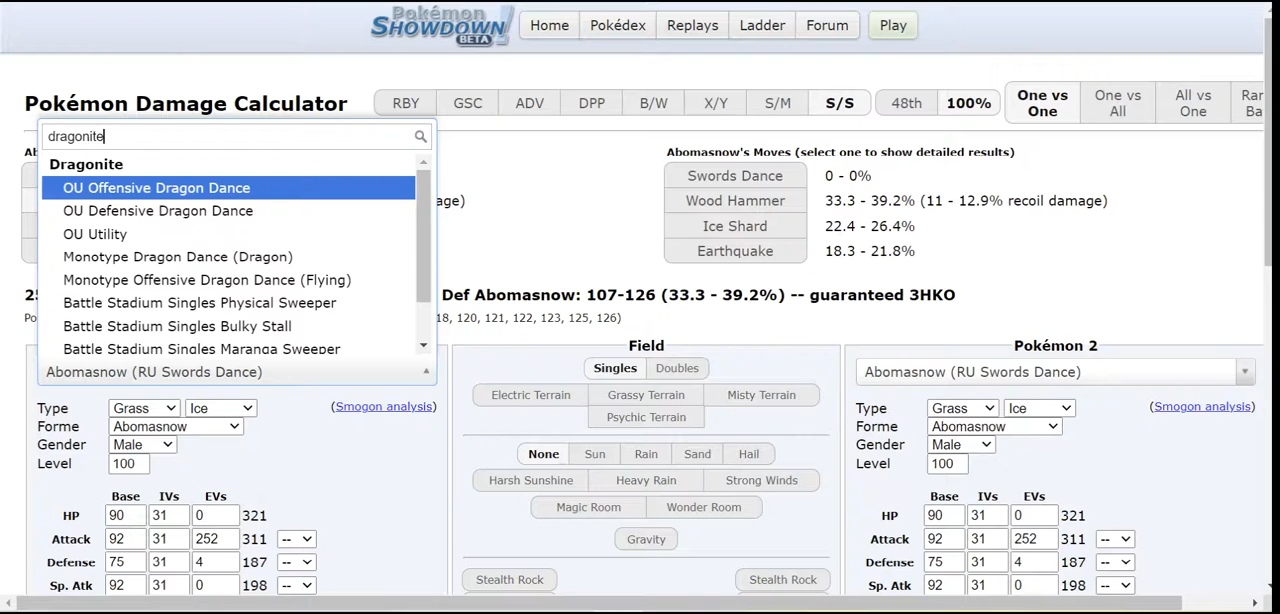 Pokémon
SHOWDOWN!
BETA
Home Pokédex Replays Ladder Forum Play
Pokémon Damage Calculator
RBY GSC ADV DPP B/W X/Y S/M S/S 48th 100%
One vs One
One vs All
All vs One
Ran
Ba
dragonite
Dragonite
OU Offensive Dragon Dance
OU Defensive Dragon Dance
OU Utility
Monotype Dragon Dance (Dragon)
Monotype Offensive Dragon Dance (Flying)
Battle Stadium Singles Physical Sweeper
Battle Stadium Singles Bulky Stall
Battle Stadium Singles Maranga Sweeper
Abomasnow (RU Swords Dance)
Ab
age)
Abomasnow's Moves (select one to show detailed results)
Swords Dance 0 - 0%
Wood Hammer 33.3 - 39.2% (11 - 12.9% recoil damage)
Ice Shard 22.4 - 26.4%
Earthquake 18.3 - 21.8%
25 Def Abomasnow: 107-126 (33.3 - 39.2%) -- guaranteed 3HKO
Po 18, 120, 121, 122, 123, 125, 126)
Type Grass Ice (Smogon analysis)
Forme Abomasnow
Gender Male
Level 100
Base IVs EVs
HP 90 31 0 321
Attack 92 31 252 311 --
Defense 75 31 4 187 --
Sp. Atk 92 31 0 198 --
Field
Singles Doubles
Electric Terrain Grassy Terrain Misty Terrain
Psychic Terrain
None Sun Rain Sand Hail
Harsh Sunshine Heavy Rain Strong Winds
Magic Room Wonder Room
Gravity
Stealth Rock Stealth Rock
Pokémon 2
Abomasnow (RU Swords Dance)
Type Grass Ice (Smogon analysis)
Forme Abomasnow
Gender Male
Level 100
Base IVs EVs
HP 90 31 0 321
Attack 92 31 252 311 --
Defense 75 31 4 187 --
Sp. Atk 92 31 0 198 --